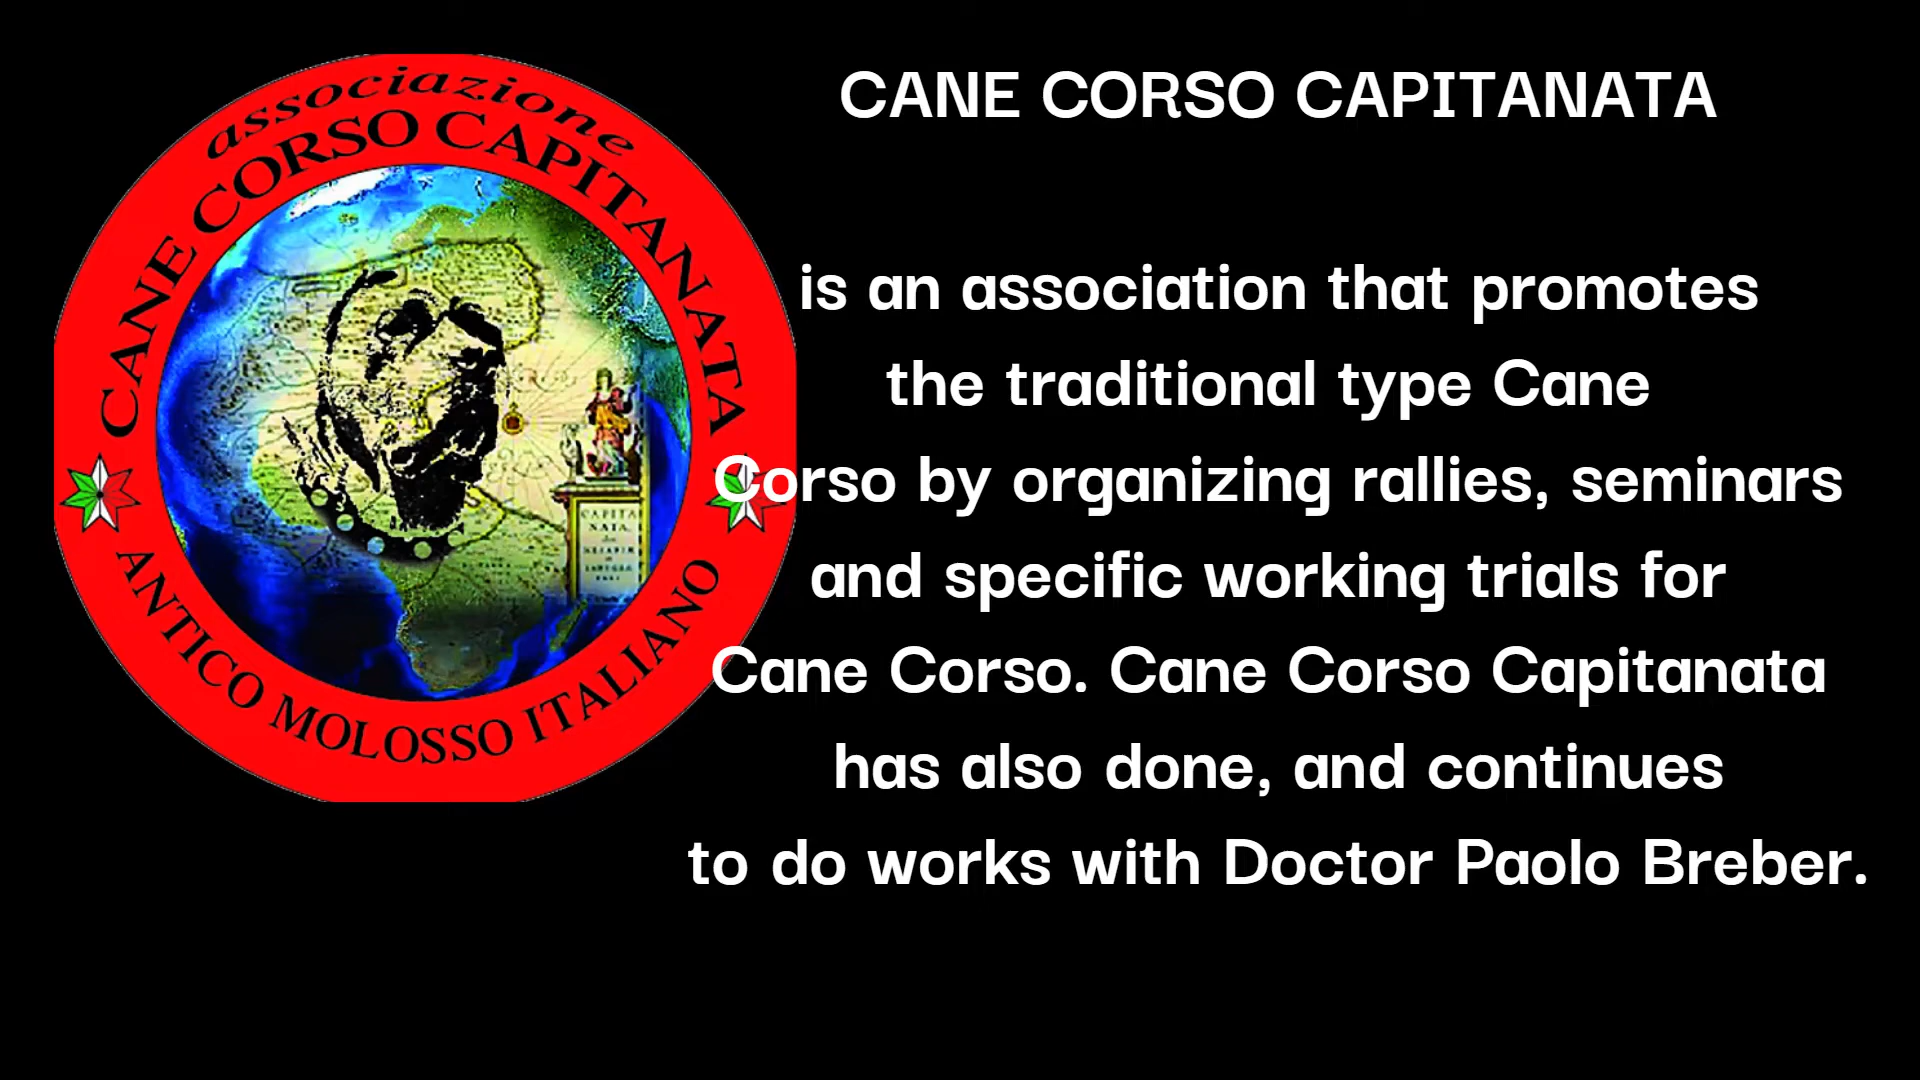 associazione
CANE CORSO CAPITANATA
ANTICO MOLOSSO ITALIANO
CANE CORSO CAPITANATA
is an association that promotes
the traditional type Cane
Corso by organizing rallies, seminars
and specific working trials for
Cane Corso. Cane Corso Capitanata
has also done, and continues
to do works with Doctor Paolo Breber.